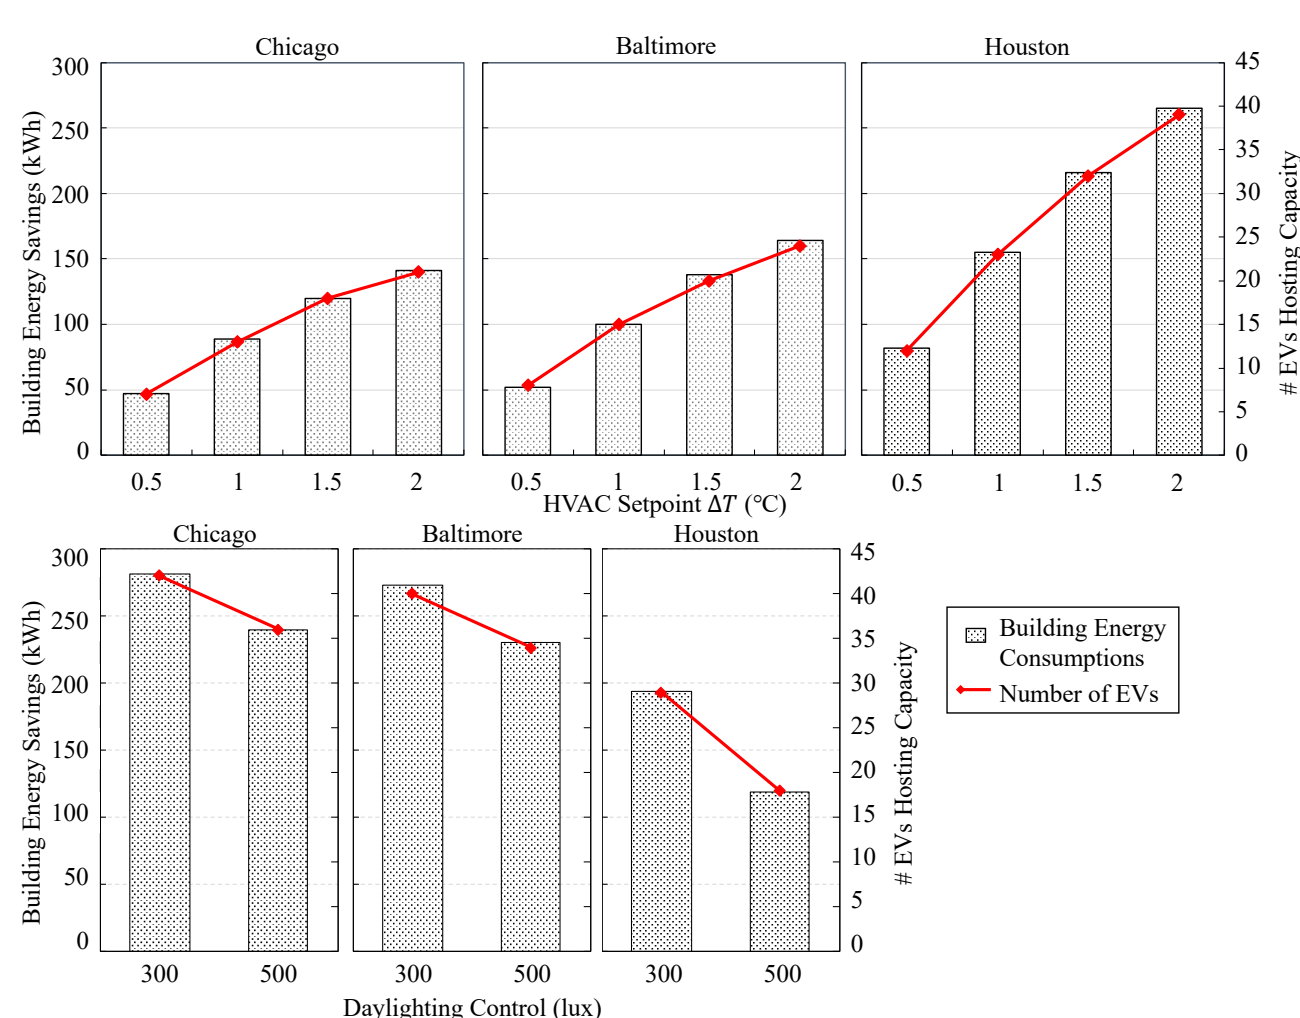 Chicago Baltimore Houston
Building Energy Savings (kWh)
300
250
200
150
100
50
0
45
40
35
30
25
20
15
10
5
0
# EVs Hosting Capacity
0.5 1 1.5 2 0.5 1 1.5 2 0.5 1 1.5 2
HVAC Setpoint ΔT (°C)
Chicago Baltimore Houston
Building Energy Savings (kWh)
300
250
200
150
100
50
0
45
40
35
30
25
20
15
10
5
0
# EVs Hosting Capacity
300 500 300 500 300 500
Daylighting Control (lux)
Building Energy
Consumptions
Number of EVs